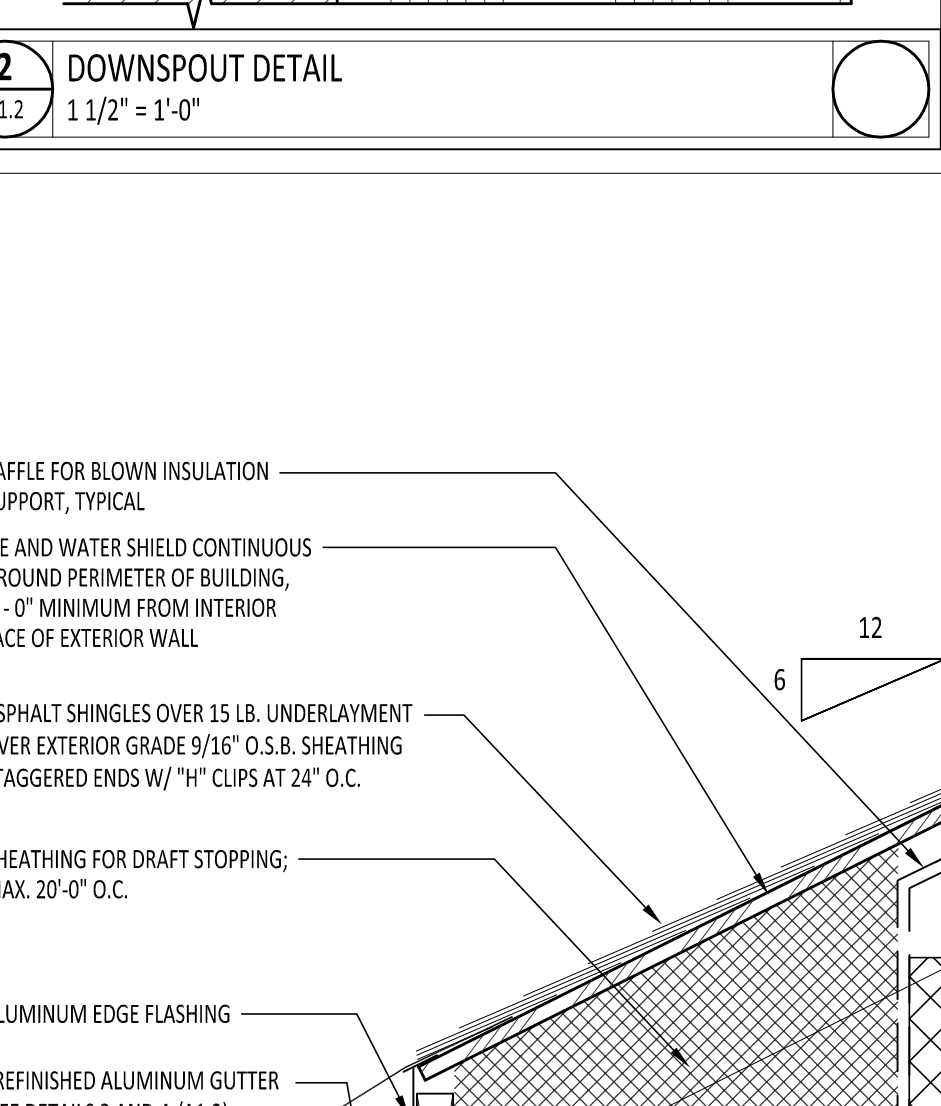 2
1.2
DOWNSPOUT DETAIL
1 1/2" = 1'-0"
AFFLE FOR BLOWN INSULATION
UPPORT, TYPICAL
E AND WATER SHIELD CONTINUOUS
ROUND PERIMETER OF BUILDING,
- 0" MINIMUM FROM INTERIOR
ACE OF EXTERIOR WALL
12
6
SPHALT SHINGLES OVER 15 LB. UNDERLAYMENT
VER EXTERIOR GRADE 9/16" O.S.B. SHEATHING
TAGGERED ENDS W/ "H" CLIPS AT 24" O.C.
HEATHING FOR DRAFT STOPPING;
AX. 20'-0" O.C.
LUMINUM EDGE FLASHING
REFINISHED ALUMINUM GUTTER